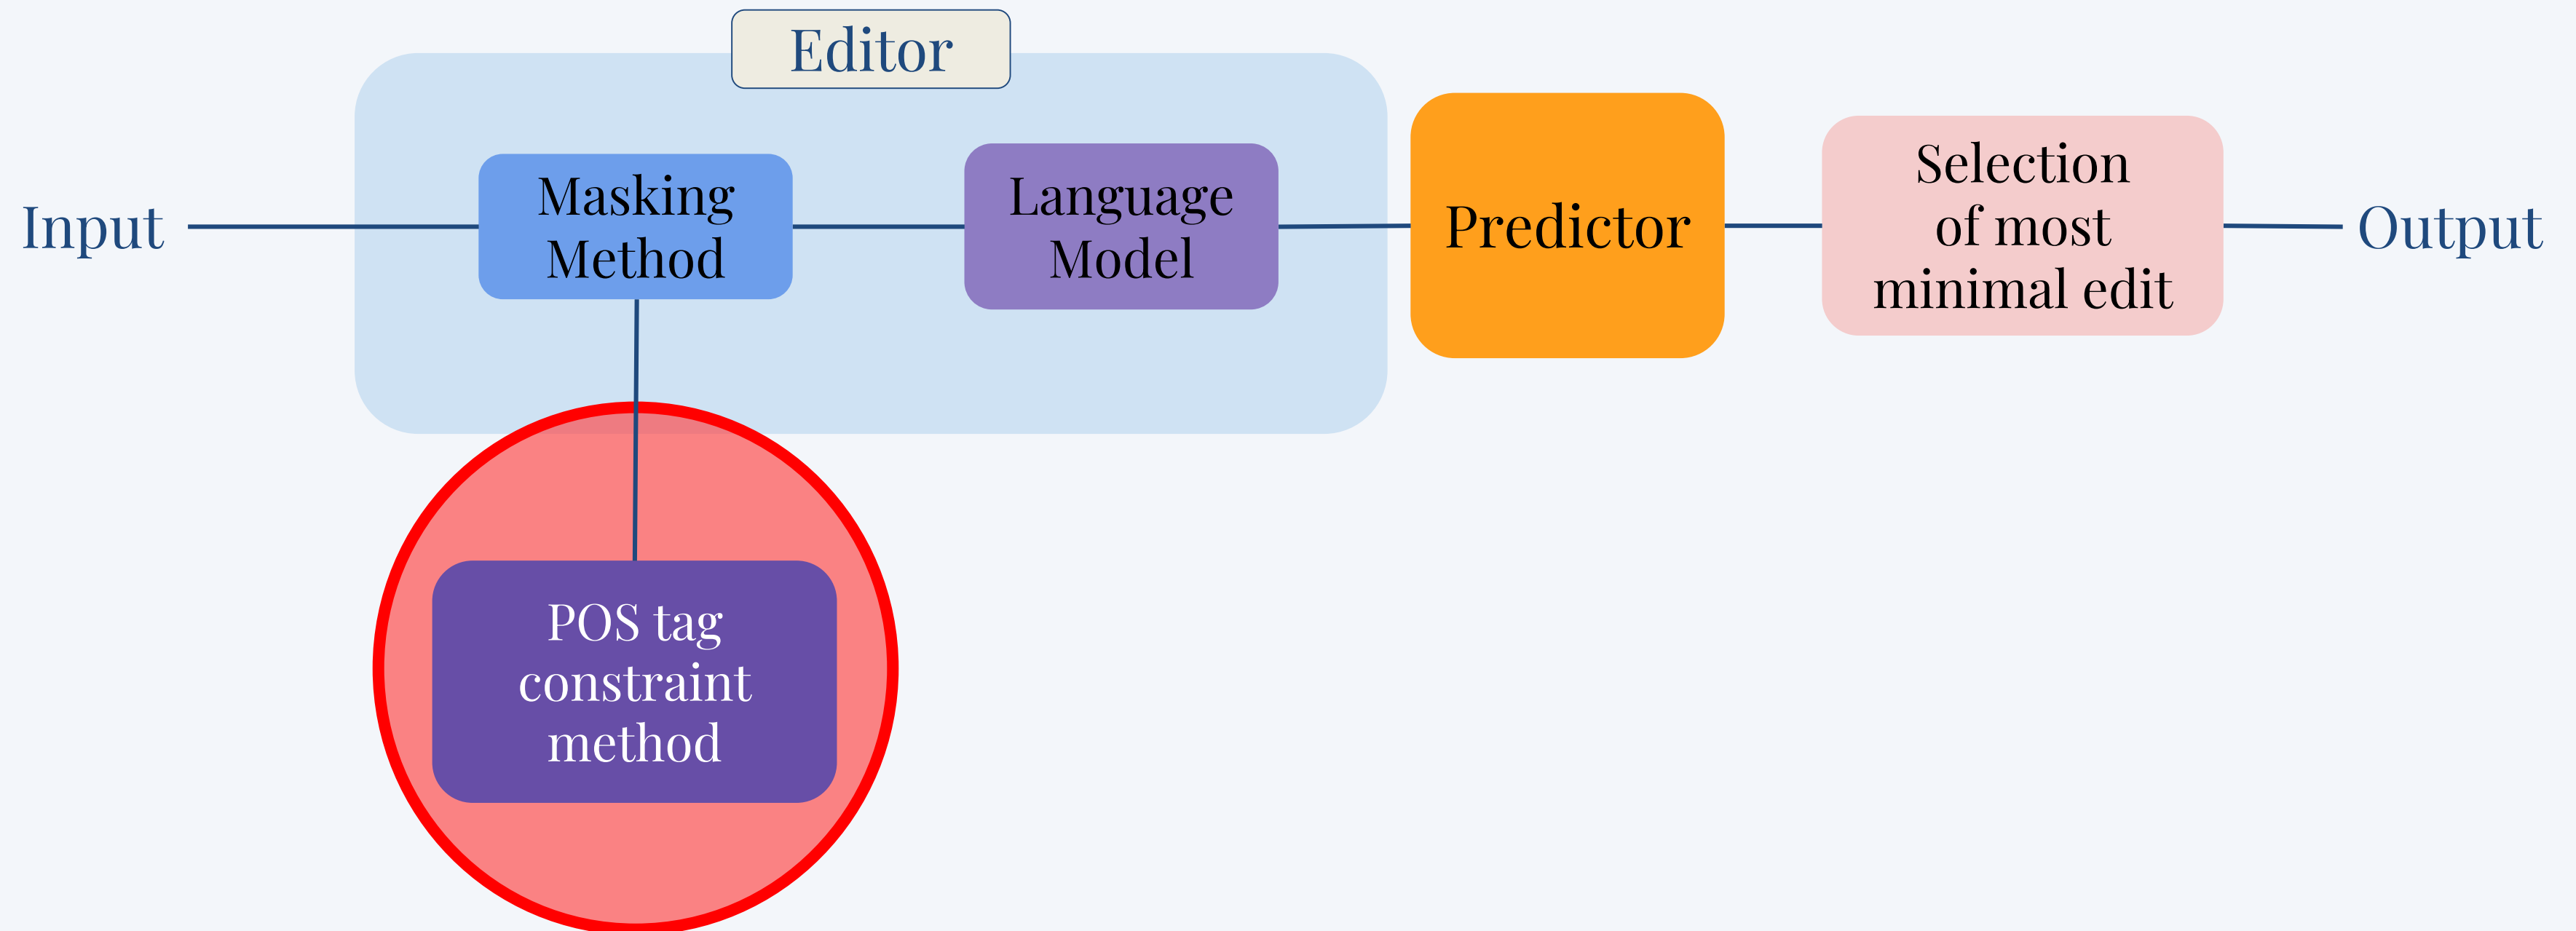 Editor
Input
Masking
Method
Language
Model
Predictor
Selection
of most
minimal edit
Output
POS tag
constraint
method